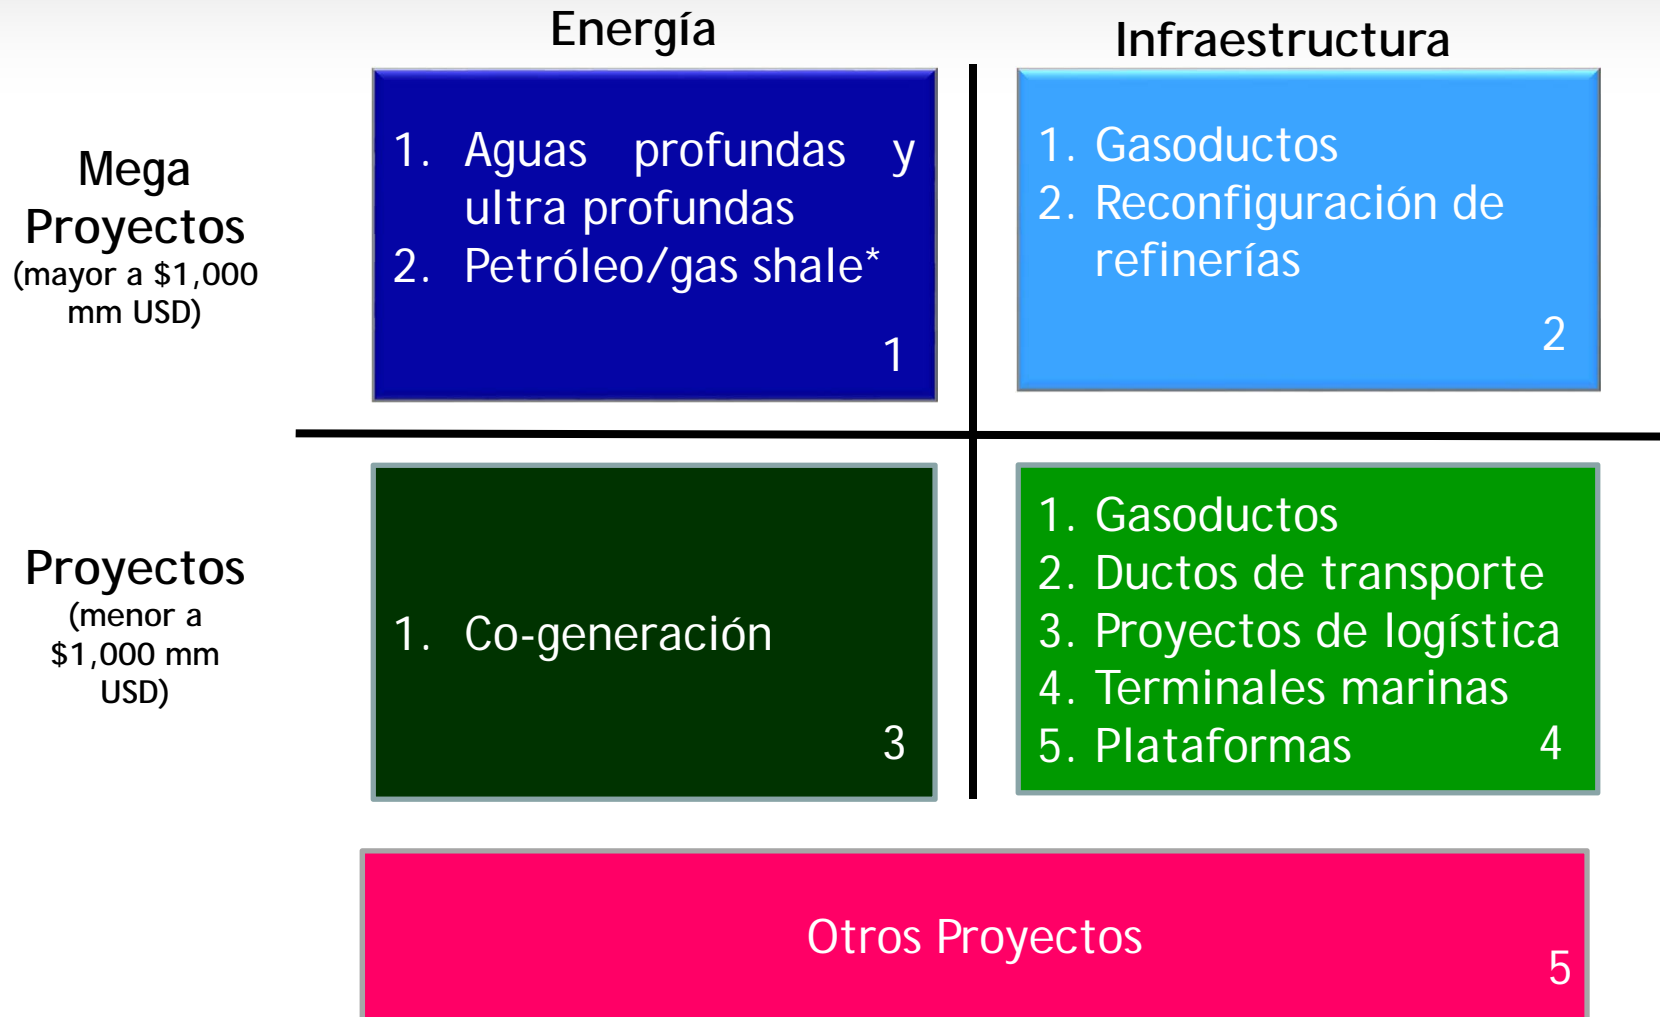 Energía
Infraestructura
Mega
Proyectos
(mayor a $1,000
mm USD)
1. Aguas profundas y
ultra profundas
2. Petróleo/gas shale*
1
1. Gasoductos
2. Reconfiguración de
refinerías
2
Proyectos
(menor a
$1,000 mm
USD)
1. Co-generación
3
1. Gasoductos
2. Ductos de transporte
3. Proyectos de logística
4. Terminales marinas
5. Plataformas
4
Otros Proyectos
5